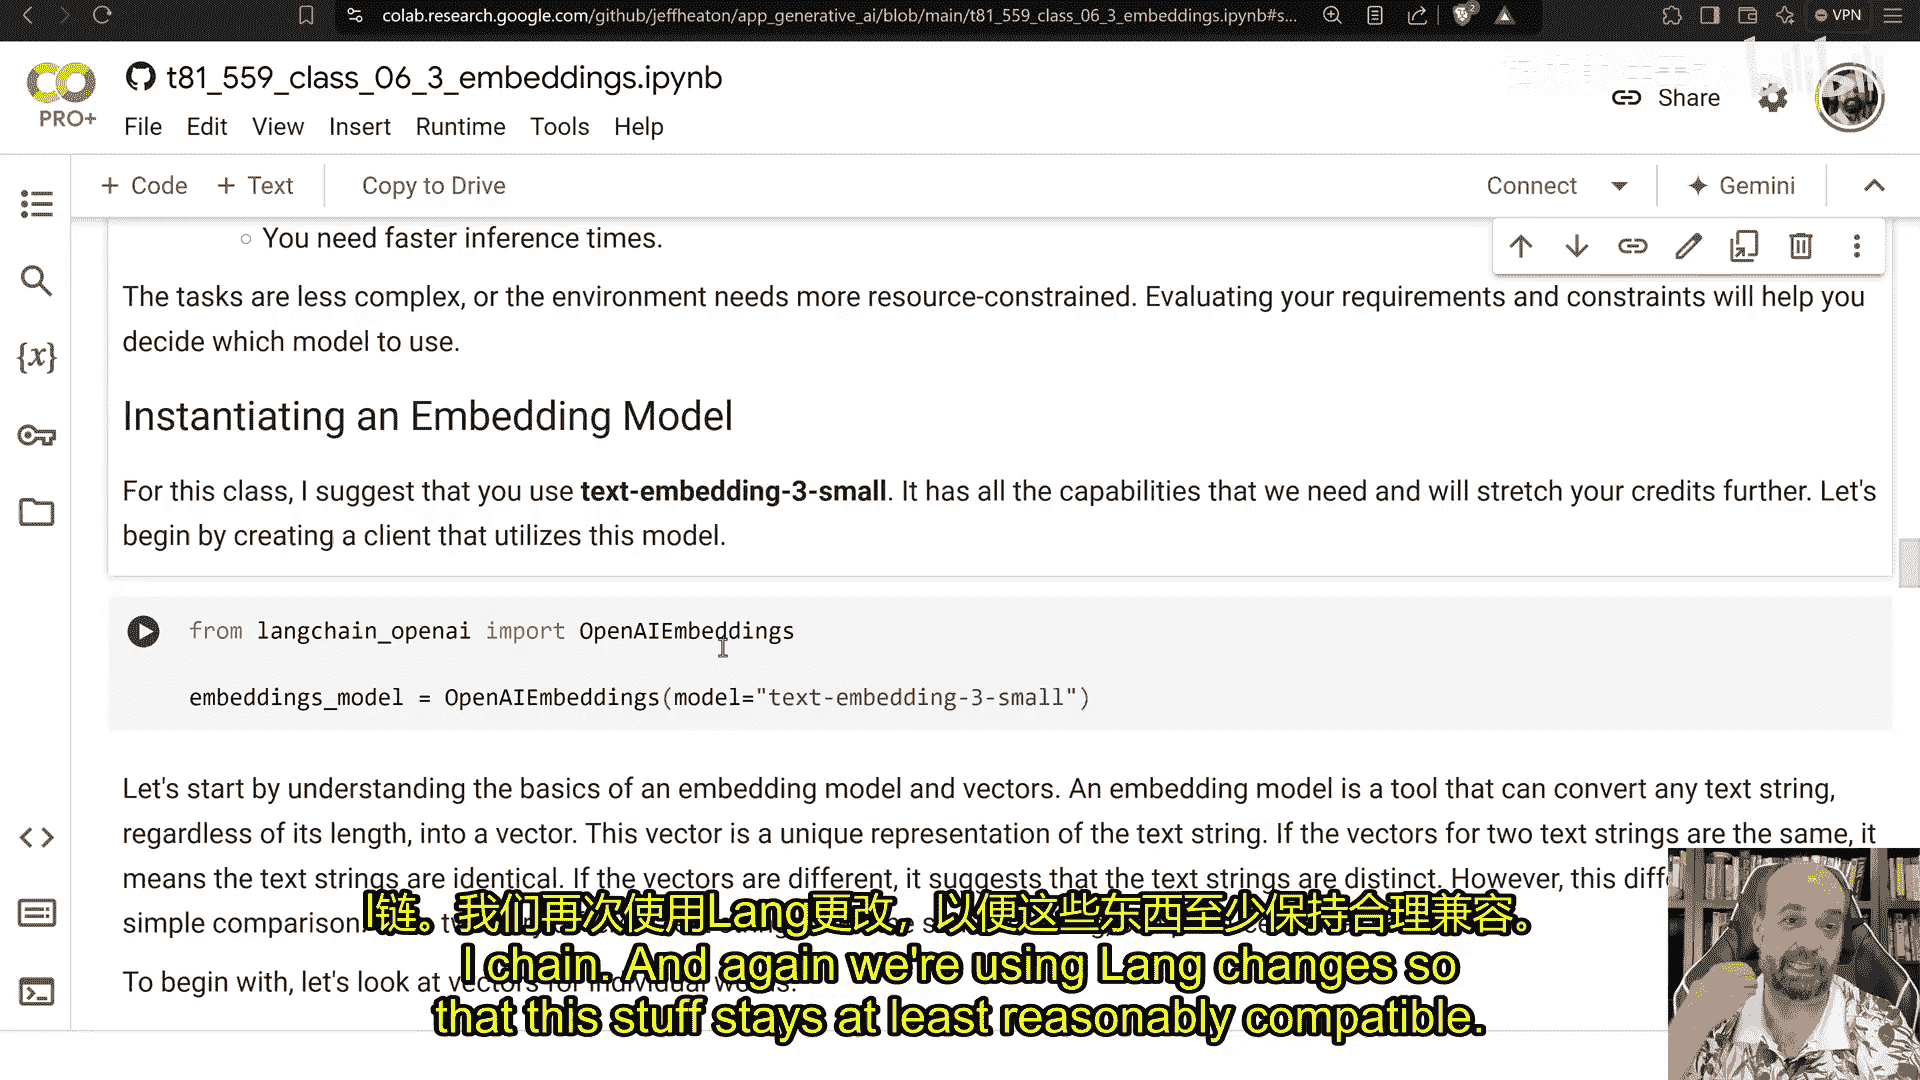 colab.research.google.com/github/jeffheaton/app_generative_ai/blob/main/t81_559_class_06_3_embeddings.ipynb#s...
2
VPN
CO
PRO+
t81_559_class_06_3_embeddings.ipynb
Share
File Edit View Insert Runtime Tools Help
+ Code + Text Copy to Drive Connect Gemini
You need faster inference times.
The tasks are less complex, or the environment needs more resource-constrained. Evaluating your requirements and constraints will help you
decide which model to use.
Instantiating an Embedding Model
For this class, I suggest that you use text-embedding-3-small. It has all the capabilities that we need and will stretch your credits further. Let's
begin by creating a client that utilizes this model.
from langchain_openai import OpenAIEmbeddings
embeddings_model = OpenAIEmbeddings(model="text-embedding-3-small")
Let's start by understanding the basics of an embedding model and vectors. An embedding model is a tool that can convert any text string,
regardless of its length, into a vector. This vector is a unique representation of the text string. If the vectors for two text strings are the same, it
means the text strings are identical. If the vectors are different, it suggests that the text strings are distinct. However, this
simple comparison.
To begin with, let's look at vectors for individual words.
I链。我们再次使用Lang更改，以便这些东西至少保持合理兼容。
I chain. And again we're using Lang changes so
that this stuff stays at least reasonably compatible.